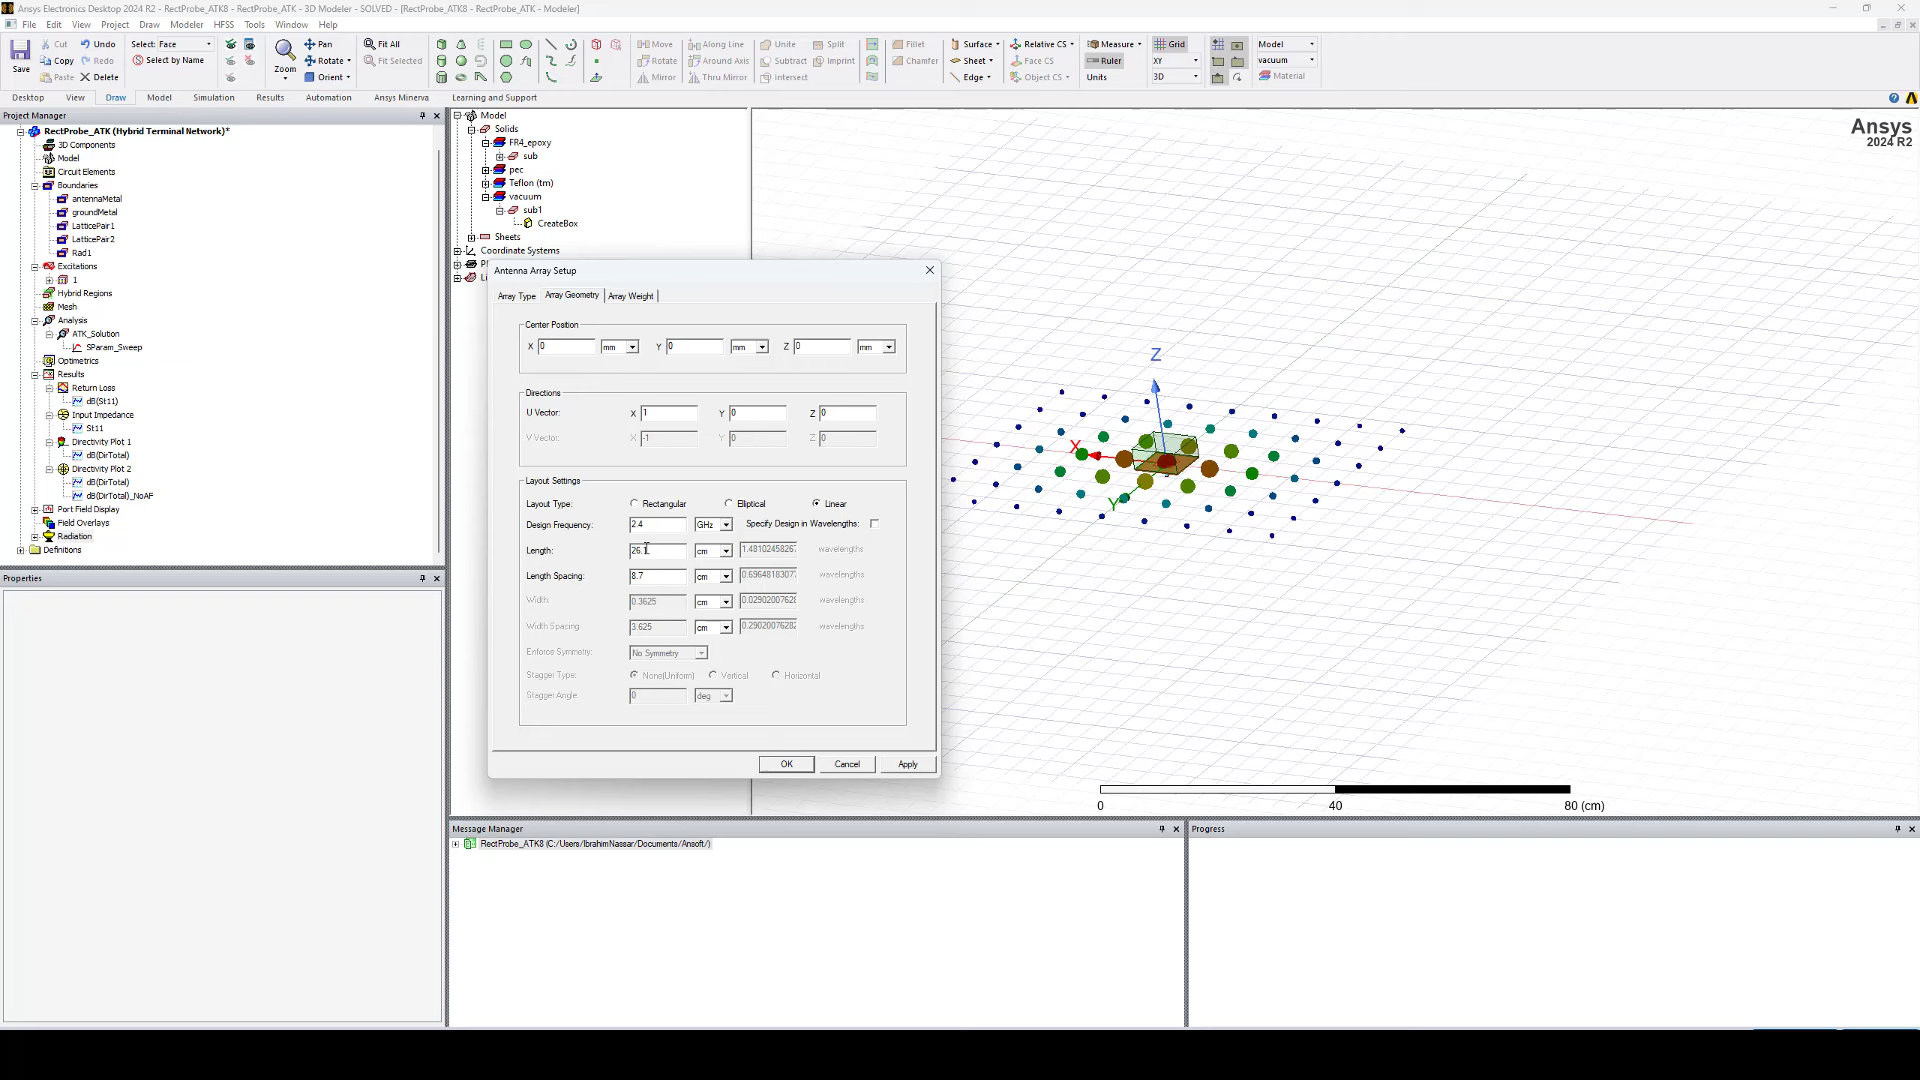 Ansys Electronics Desktop 2024 R2 - RectProbe_ATK8 - RectProbe_ATK - 3D Modeler - SOLVED - [RectProbe_ATK8 - RectProbe_ATK - Modeler]
File Edit View Project Draw Modeler HFSS Tools Window Help
Save Cut Copy Paste Undo Redo Delete
Select: Face
Select by Name
Zoom Pan Rotate Orient
Fit All
Fit Selected
Move Rotate Mirror
Along Line
Around Axis
Thru Mirror
Unite Subtract Intersect
Split Imprint
Fillet Chamfer
Surface Sheet Edge
Relative CS
Face CS
Object CS
Measure Ruler Units
Grid XY 3D
Model vacuum Material
Desktop View Draw Model Simulation Results Automation Ansys Minerva Learning and Support
Project Manager
RectProbe_ATK (Hybrid Terminal Network)*
3D Components
Model
Circuit Elements
Boundaries
antennaMetal
groundMetal
LatticePair1
LatticePair2
Rad1
Excitations
1
Hybrid Regions
Mesh
Analysis
ATK_Solution
SParam_Sweep
Optimetrics
Results
Return Loss
dB(St11)
Input Impedance
St11
Directivity Plot 1
dB(DirTotal)
Directivity Plot 2
dB(DirTotal)
dB(DirTotal)_NoAF
Port Field Display
Field Overlays
Radiation
Definitions
Properties
Model
Solids
FR4_epoxy
sub
pec
Teflon (tm)
vacuum
sub1
CreateBox
Sheets
Coordinate Systems
Antenna Array Setup
Array Type Array Geometry Array Weight
Center Position
X 0 mm Y 0 mm Z 0 mm
Directions
U Vector: X 1 Y 0 Z 0
V Vector: X -1 Y 0 Z 0
Layout Settings
Layout Type: Rectangular Elliptical Linear
Design Frequency: 2.4 GHz Specify Design in Wavelengths:
Length: 26.1 cm 1.4810245826 wavelengths
Length Spacing: 8.7 cm 0.6964818307 wavelengths
Width: 0.3625 cm 0.0290200762 wavelengths
Width Spacing: 3.625 cm 0.2902007628 wavelengths
Enforce Symmetry: No Symmetry
Stagger Type: None(Uniform) Vertical Horizontal
Stagger Angle: 0 deg
OK Cancel Apply
Ansys
2024 R2
Z
X
Y
0 40 80 (cm)
Message Manager
RectProbe_ATK8 (C:/Users/IbrahimNassar/Documents/Ansoft/)
Progress